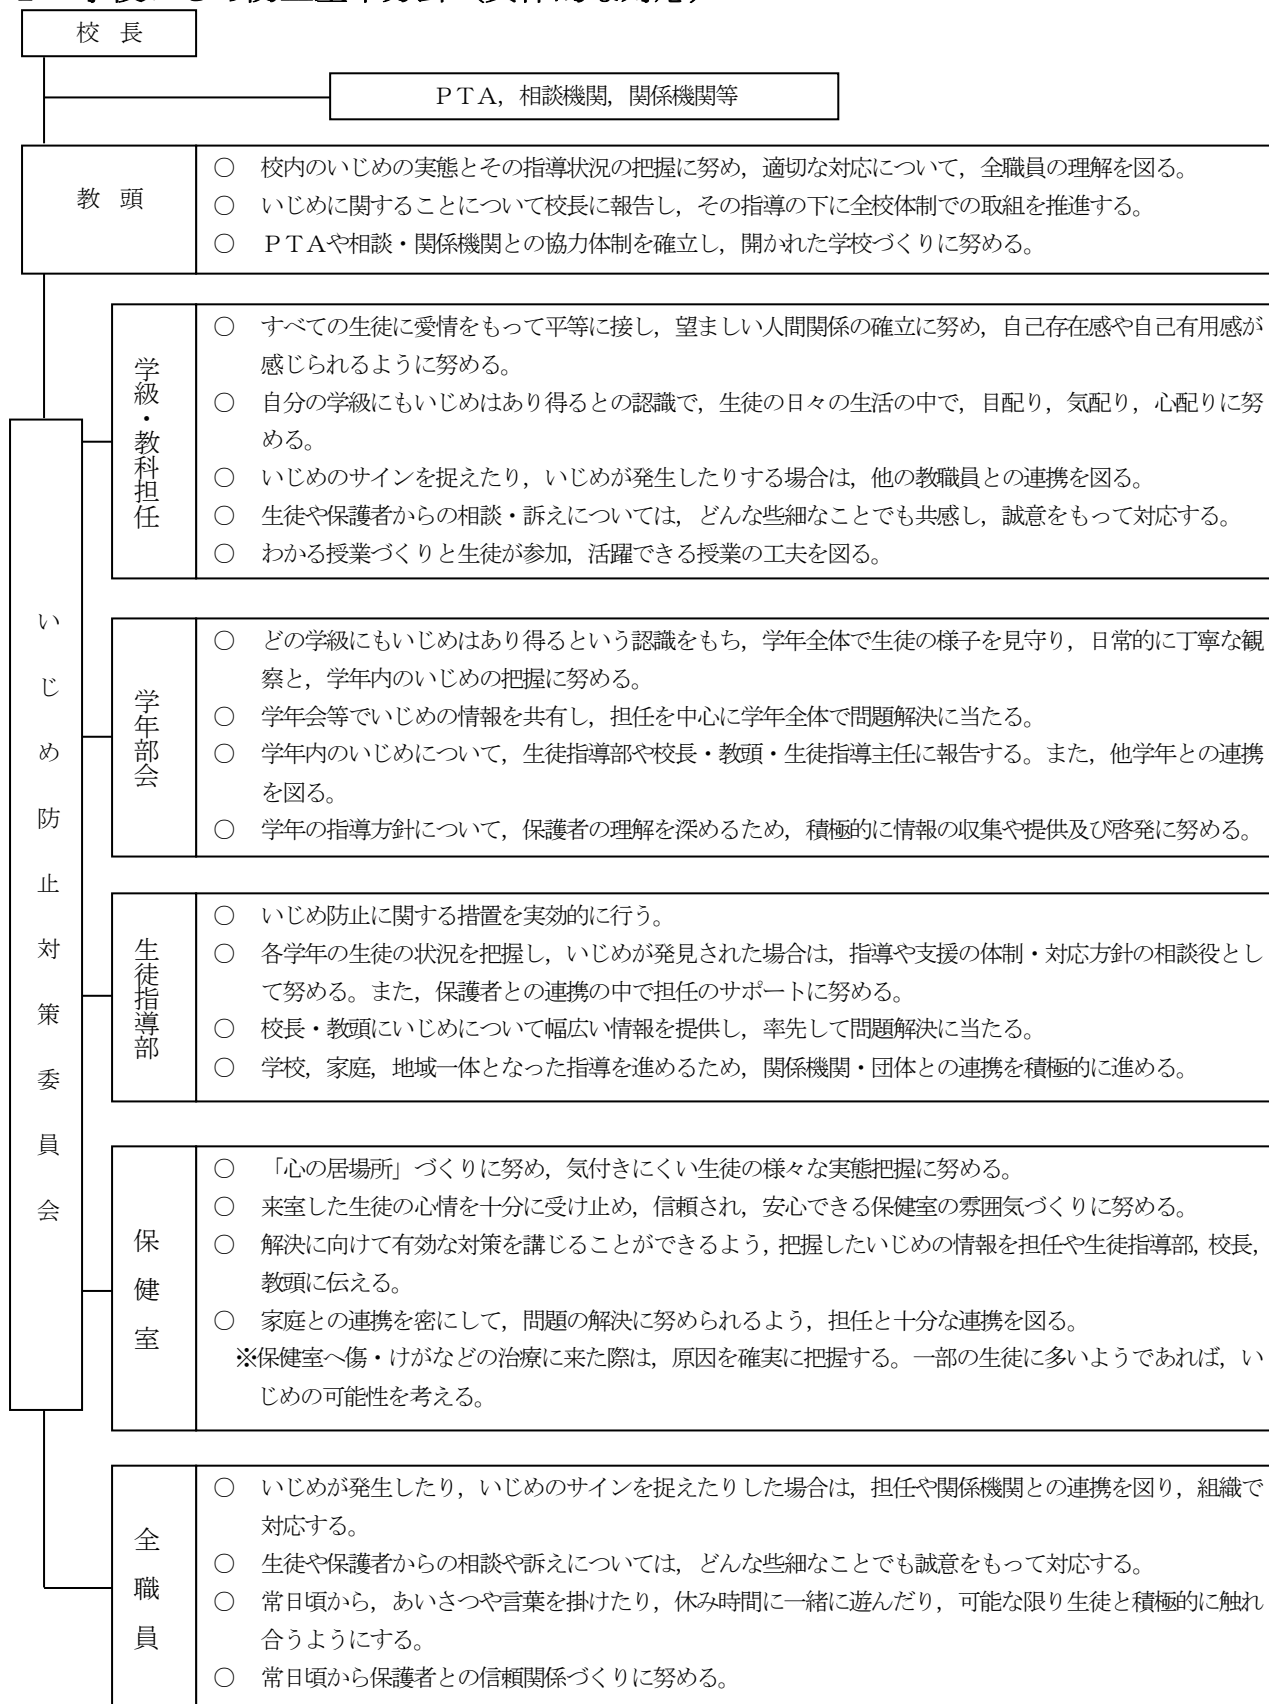 校 長
ＰＴＡ，相談機関，関係機関等
教 頭
○ 校内のいじめの実態とその指導状況の把握に努め，適切な対応について，全職員の理解を図る。
○ いじめに関することについて校長に報告し，その指導の下に全校体制での取組を推進する。
○ ＰＴＡや相談・関係機関との協力体制を確立し，開かれた学校づくりに努める。
いじめ防止対策委員会
学級・教科担任
○ すべての生徒に愛情をもって平等に接し，望ましい人間関係の確立に努め，自己存在感や自己有用感が
感じられるように努める。
○ 自分の学級にもいじめはあり得るとの認識で，生徒の日々の生活の中で，目配り，気配り，心配りに努
める。
○ いじめのサインを捉えたり，いじめが発生したりする場合は，他の教職員との連携を図る。
○ 生徒や保護者からの相談・訴えについては，どんな些細なことでも共感し，誠意をもって対応する。
○ わかる授業づくりと生徒が参加，活躍できる授業の工夫を図る。
学年部会
○ どの学級にもいじめはあり得るという認識をもち，学年全体で生徒の様子を見守り，日常的に丁寧な観
察と，学年内のいじめの把握に努める。
○ 学年会等でいじめの情報を共有し，担任を中心に学年全体で問題解決に当たる。
○ 学年内のいじめについて，生徒指導部や校長・教頭・生徒指導主任に報告する。また，他学年との連携
を図る。
○ 学年の指導方針について，保護者の理解を深めるため，積極的に情報の収集や提供及び啓発に努める。
生徒指導部
○ いじめ防止に関する措置を実効的に行う。
○ 各学年の生徒の状況を把握し，いじめが発見された場合は，指導や支援の体制・対応方針の相談役とし
て努める。また，保護者との連携の中で担任のサポートに努める。
○ 校長・教頭にいじめについて幅広い情報を提供し，率先して問題解決に当たる。
○ 学校，家庭，地域一体となった指導を進めるため，関係機関・団体との連携を積極的に進める。
保健室
○ 「心の居場所」づくりに努め，気付きにくい生徒の様々な実態把握に努める。
○ 来室した生徒の心情を十分に受け止め，信頼され，安心できる保健室の雰囲気づくりに努める。
○ 解決に向けて有効な対策を講じることができるよう，把握したいじめの情報を担任や生徒指導部，校長，
教頭に伝える。
○ 家庭との連携を密にして，問題の解決に努められるよう，担任と十分な連携を図る。
※保健室へ傷・けがなどの治療に来た際は，原因を確実に把握する。一部の生徒に多いようであれば，い
じめの可能性を考える。
全職員
○ いじめが発生したり，いじめのサインを捉えたりした場合は，担任や関係機関との連携を図り，組織で
対応する。
○ 生徒や保護者からの相談や訴えについては，どんな些細なことでも誠意をもって対応する。
○ 常日頃から，あいさつや言葉を掛けたり，休み時間に一緒に遊んだり，可能な限り生徒と積極的に触れ
合うようにする。
○ 常日頃から保護者との信頼関係づくりに努める。